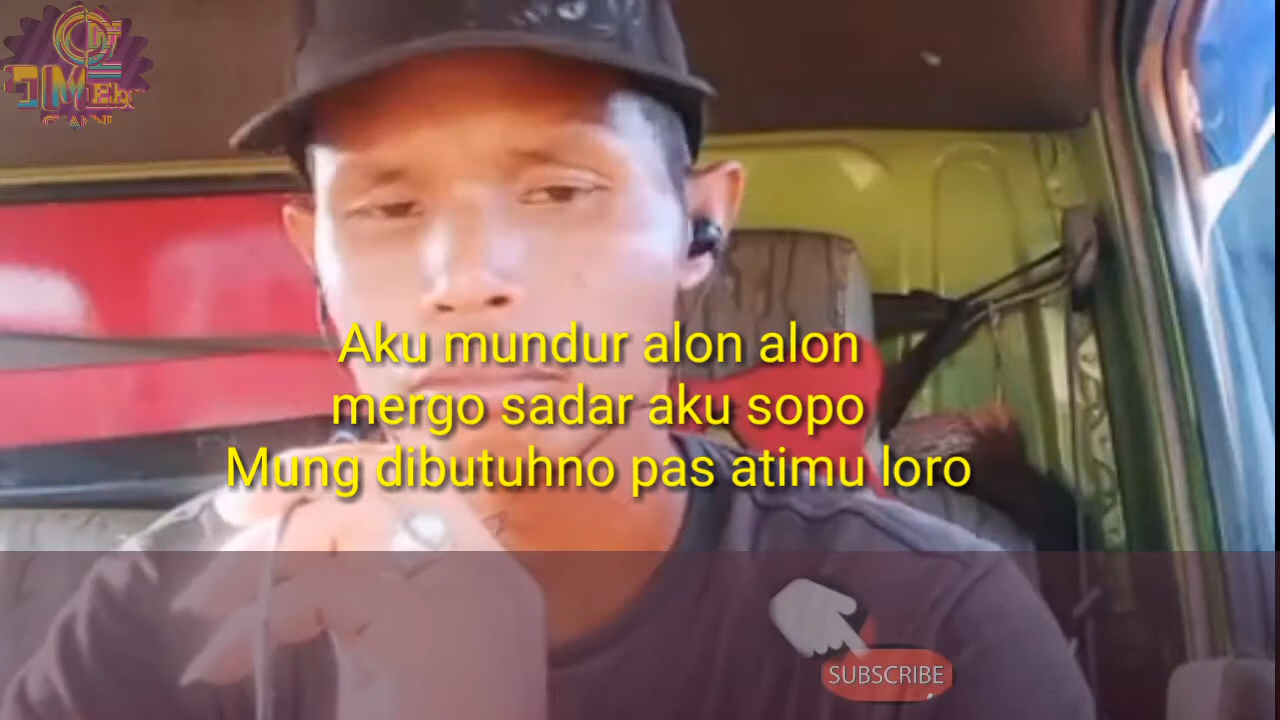 Aku mundur alon alon
mergo sadar aku sopo
Mung dibutuhno pas atimu loro
SUBSCRIBE